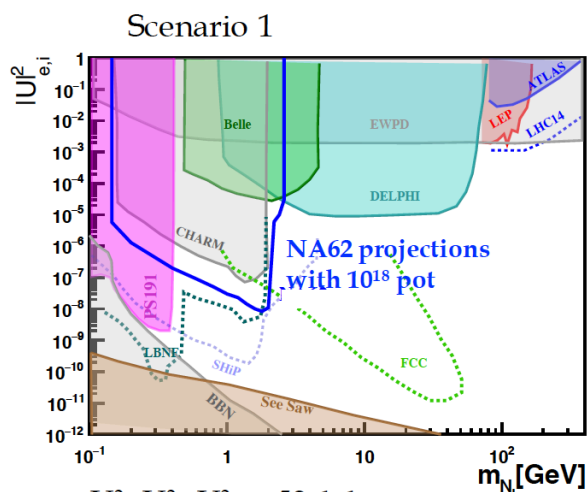 Scenario 1
|U|²e,i
1
10⁻¹
10⁻²
10⁻³
10⁻⁴
10⁻⁵
10⁻⁶
10⁻⁷
10⁻⁸
10⁻⁹
10⁻¹⁰
10⁻¹¹
10⁻¹²
ATLAS
LEP
LHC14
Belle
EWPD
DELPHI
CHARM
NA62 projections
with 10¹⁸ pot
PS191
LBNE
SHiP
FCC
BBN
See Saw
10⁻¹
1
10
10²
m_N,[GeV]